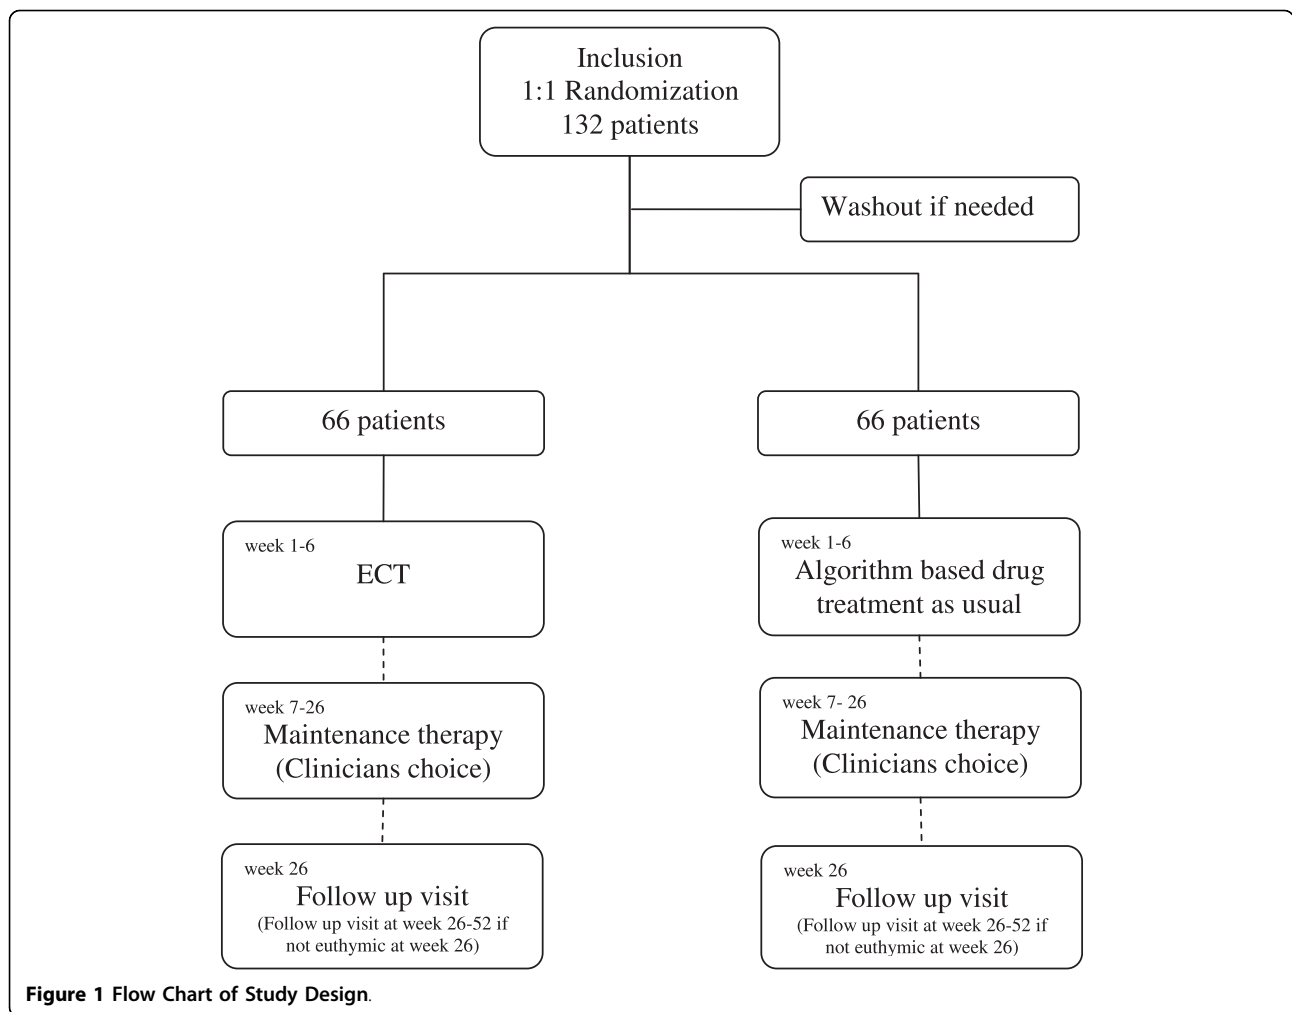 Inclusion
1:1 Randomization
132 patients
Washout if needed
66 patients
66 patients
week 1-6
ECT
week 1-6
Algorithm based drug
treatment as usual
week 7-26
Maintenance therapy
(Clinicians choice)
week 7- 26
Maintenance therapy
(Clinicians choice)
week 26
Follow up visit
(Follow up visit at week 26-52 if
not euthymic at week 26)
week 26
Follow up visit
(Follow up visit at week 26-52 if
not euthymic at week 26)
Figure 1 Flow Chart of Study Design.